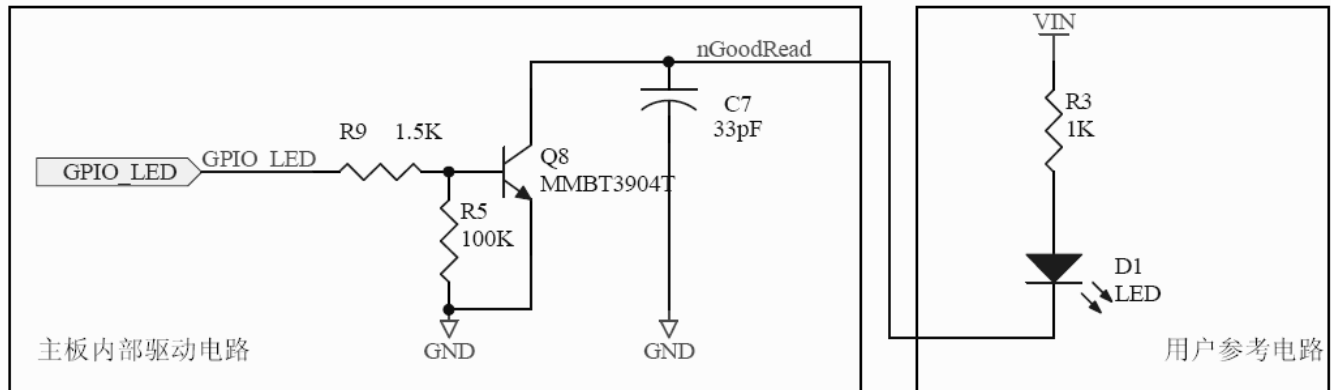 VIN
nGoodRead
R3
1K
C7
33pF
R9 1.5K
GPIO_LED
GPIO_LED
Q8
MMBT3904T
R5
100K
D1
LED
GND
GND
主板内部驱动电路
用户参考电路